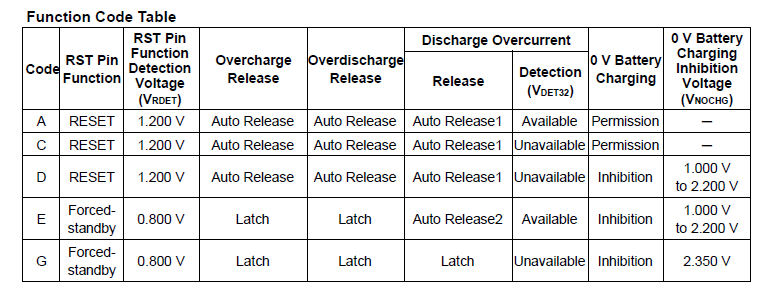 Function Code Table
Code
RST Pin
Function
RST Pin
Function
Detection
Voltage
(VRDET)
Overcharge
Release
Overdischarge
Release
Discharge Overcurrent
Release
Detection
(VDET32)
0 V Battery
Charging
0 V Battery
Charging
Inhibition
Voltage
(VNOCHG)
A RESET 1.200 V Auto Release Auto Release Auto Release1 Available Permission —
C RESET 1.200 V Auto Release Auto Release Auto Release1 Unavailable Permission —
D RESET 1.200 V Auto Release Auto Release Auto Release1 Unavailable Inhibition 1.000 V
to 2.200 V
E Forced-
standby 0.800 V Latch Latch Auto Release2 Available Inhibition 1.000 V
to 2.200 V
G Forced-
standby 0.800 V Latch Latch Latch Unavailable Inhibition 2.350 V